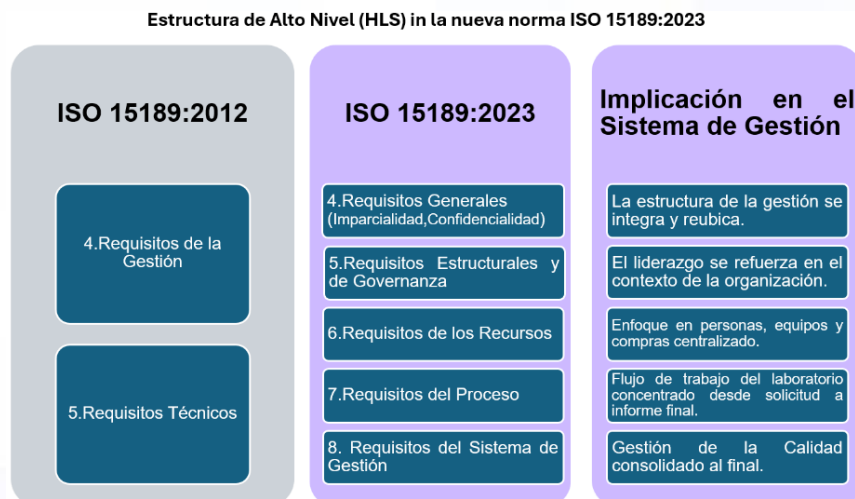 Estructura de Alto Nivel (HLS) in la nueva norma ISO 15189:2023
ISO 15189:2012
4.Requisitos de la
Gestión
5.Requisitos Técnicos
ISO 15189:2023
4.Requisitos Generales
(Imparcialidad,Confidencialidad)
5.Requisitos Estructurales y
de Governanza
6.Requisitos de los Recursos
7.Requisitos del Proceso
8. Requisitos del Sistema de
Gestión
Implicación en el
Sistema de Gestión
La estructura de la gestión se
integra y reubica.
El liderazgo se refuerza en el
contexto de la organización.
Enfoque en personas, equipos y
compras centralizado.
Flujo de trabajo del laboratorio
concentrado desde solicitud a
informe final.
Gestión de la Calidad
consolidado al final.